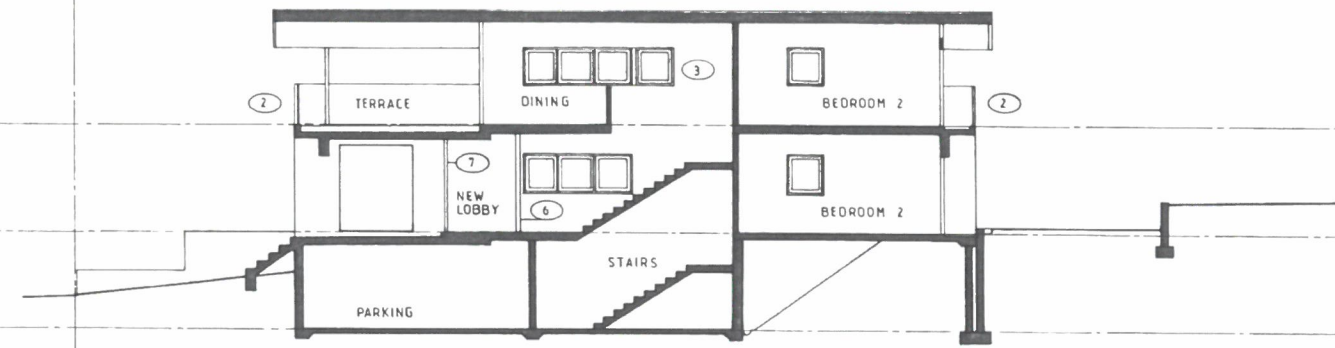 3
2
TERRACE
DINING
BEDROOM 2
2
7
NEW
LOBBY
6
BEDROOM 2
STAIRS
PARKING